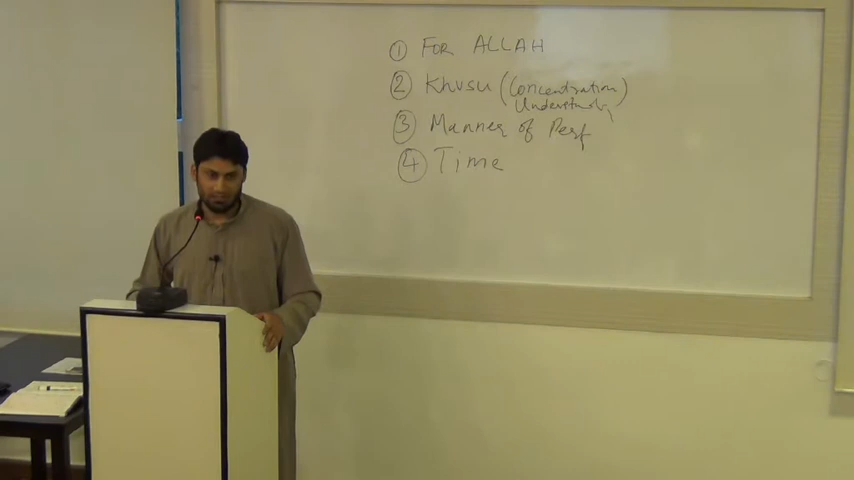 ① FOR ALLAH
② Khusu (Concentration
Understanding)
③ Manner of Perf
④ Time